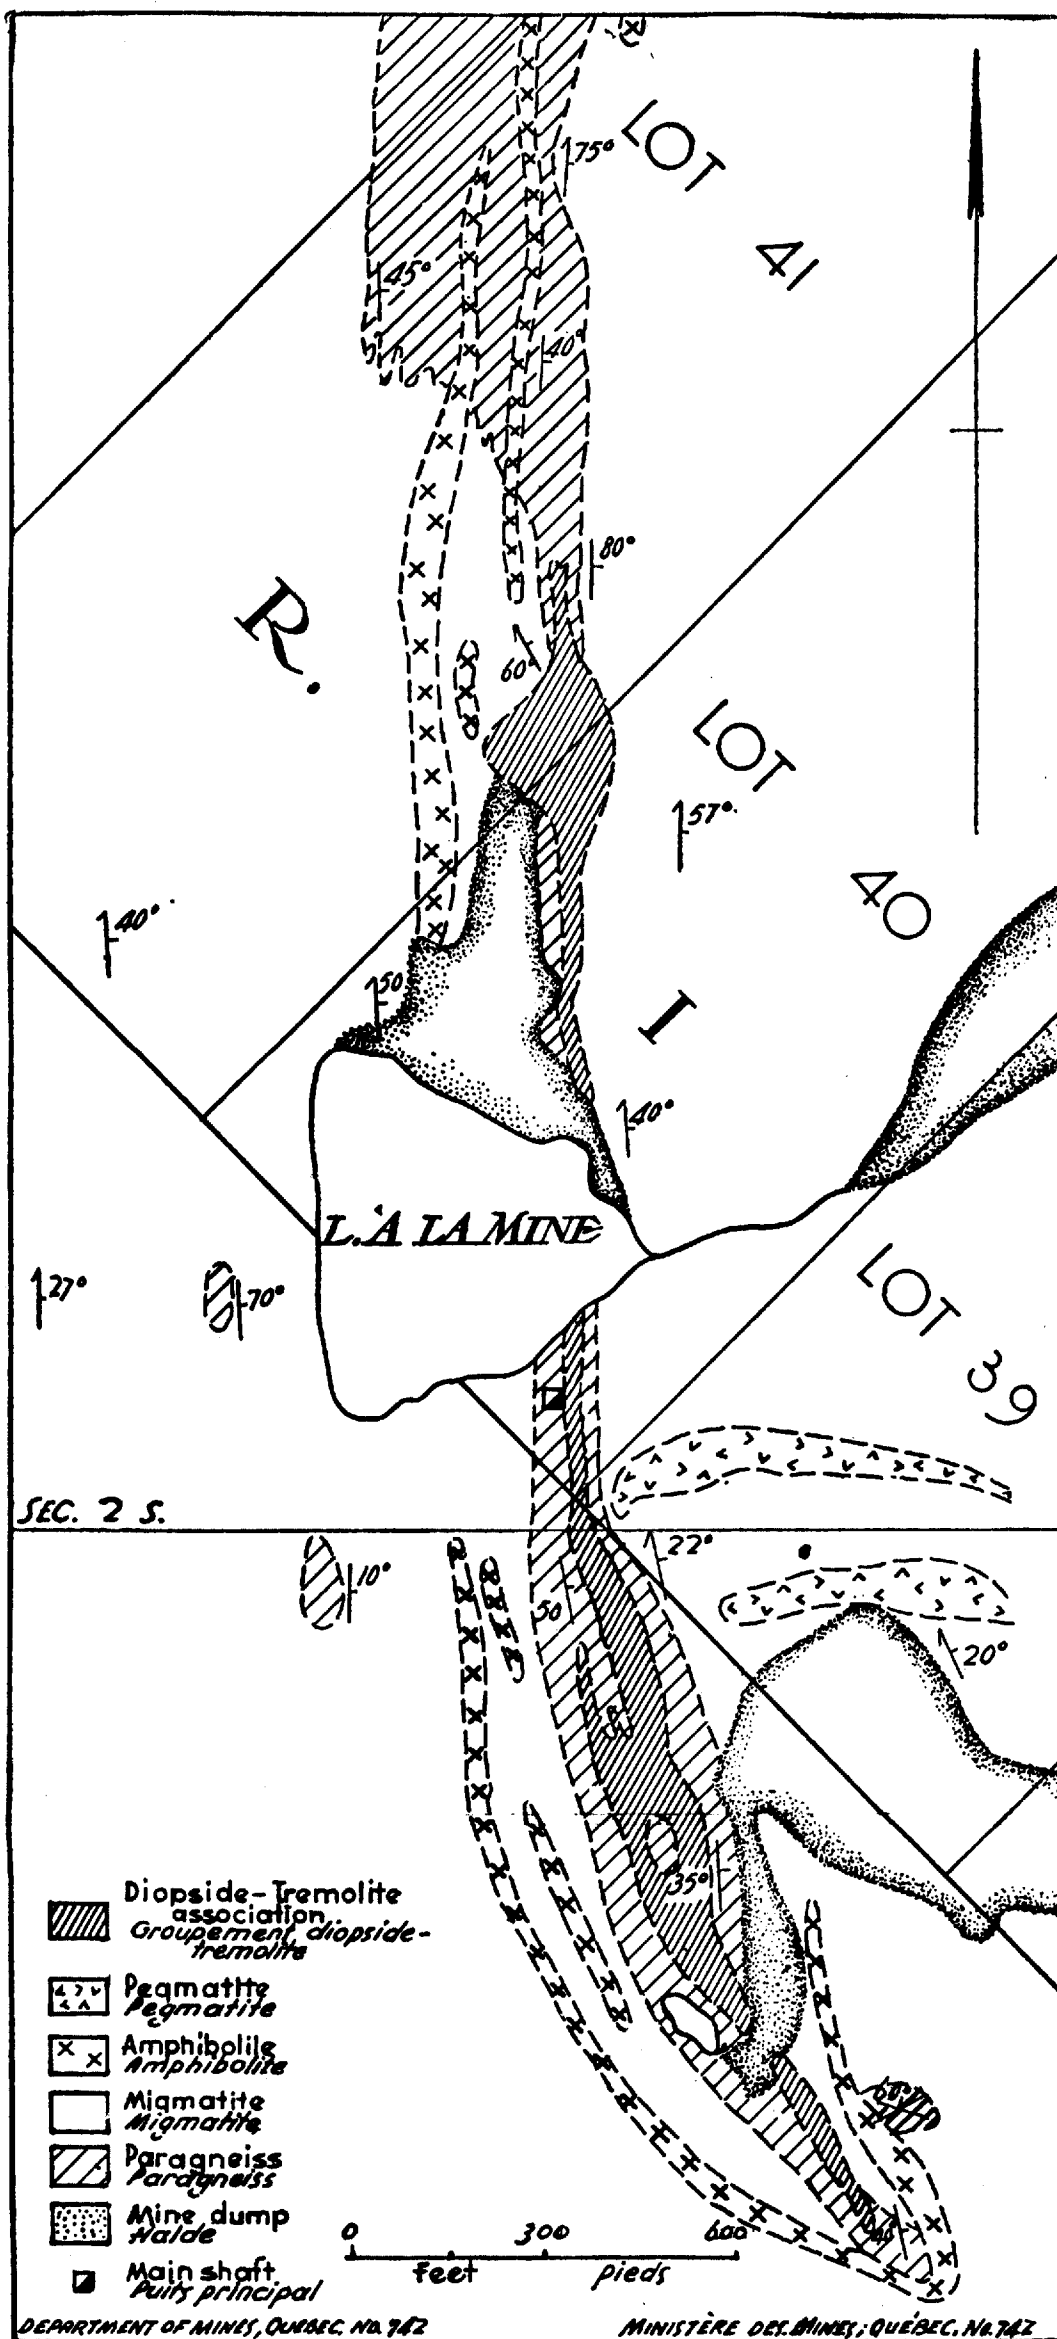 LOT
75°
41
45°
40°
80°
R.
60°
LOT
57°
40
40°
50
I
40°
L. À LA MINE
27°
70°
LOT
39
SEC. 2 S.
22°
10°
50
20°
35°
60°
Diopside-Tremolite
association
Groupement diopside-
tremolite
Pegmatite
Pegmatite
Amphibolite
Amphibolite
Migmatite
Migmatite
Paragneiss
Paragneiss
Mine dump
Halde
Main shaft
Puits principal
0 300 600
feet pieds
DEPARTMENT OF MINES, QUEBEC. NO. 742
MINISTÈRE DES MINES, QUÉBEC. No. 742